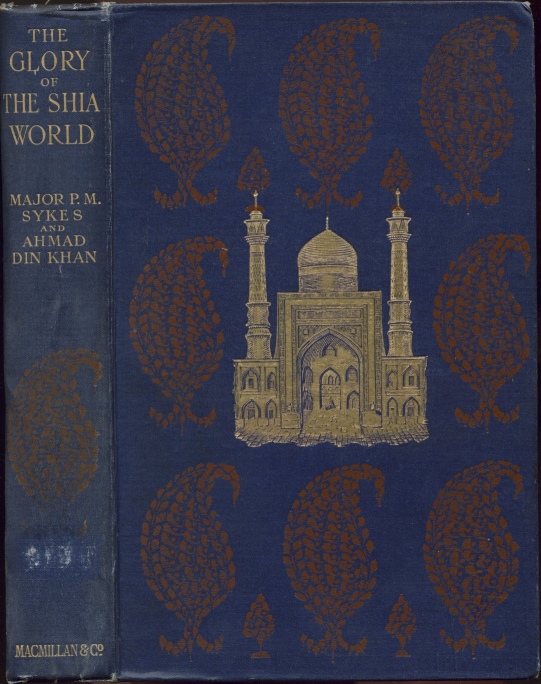 THE
GLORY
OF
THE SHIA
WORLD
MAJOR P. M.
SYKES
AND
AHMAD
DIN KHAN
MACMILLAN & Co